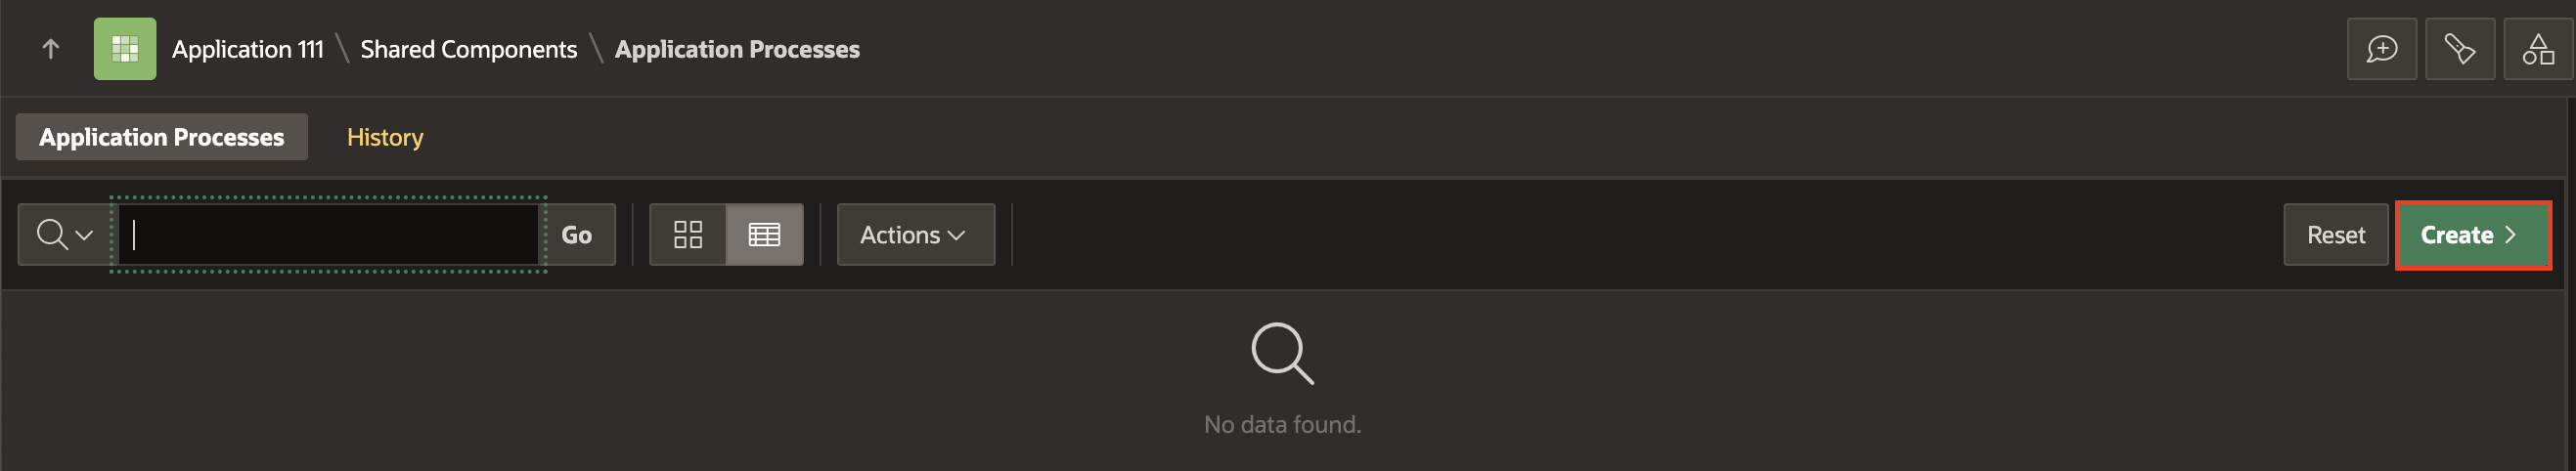 Application 111 \ Shared Components \ Application Processes
Application Processes History
Go Actions Reset Create
No data found.